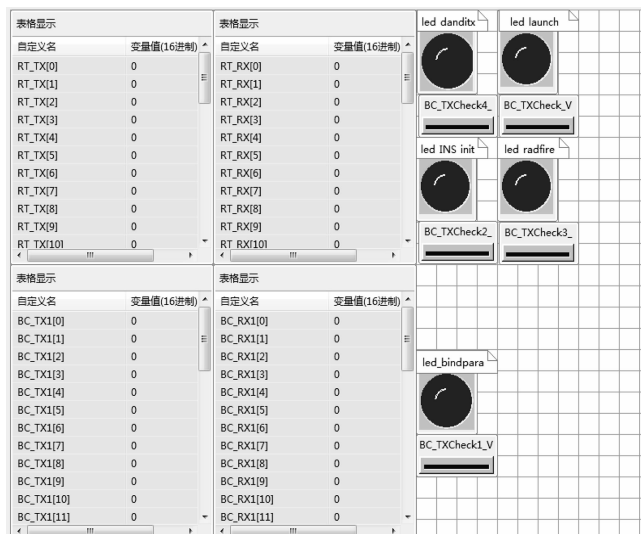 表格显示
自定义名 变量值(16进制)
RT_TX[0] 0
RT_TX[1] 0
RT_TX[2] 0
RT_TX[3] 0
RT_TX[4] 0
RT_TX[5] 0
RT_TX[6] 0
RT_TX[7] 0
RT_TX[8] 0
RT_TX[9] 0
RT_TX[10] 0
表格显示
自定义名 变量值(16进制)
RT_RX[0] 0
RT_RX[1] 0
RT_RX[2] 0
RT_RX[3] 0
RT_RX[4] 0
RT_RX[5] 0
RT_RX[6] 0
RT_RX[7] 0
RT_RX[8] 0
RT_RX[9] 0
RT_RX[10] 0
led danditx
led launch
BC_TXCheck4_
BC_TXCheck_V
led INS init
led radfire
BC_TXCheck2_
BC_TXCheck3_
表格显示
自定义名 变量值(16进制)
BC_TX1[0] 0
BC_TX1[1] 0
BC_TX1[2] 0
BC_TX1[3] 0
BC_TX1[4] 0
BC_TX1[5] 0
BC_TX1[6] 0
BC_TX1[7] 0
BC_TX1[8] 0
BC_TX1[9] 0
BC_TX1[10] 0
BC_TX1[11] 0
表格显示
自定义名 变量值(16进制)
BC_RX1[0] 0
BC_RX1[1] 0
BC_RX1[2] 0
BC_RX1[3] 0
BC_RX1[4] 0
BC_RX1[5] 0
BC_RX1[6] 0
BC_RX1[7] 0
BC_RX1[8] 0
BC_RX1[9] 0
BC_RX1[10] 0
BC_RX1[11] 0
led_bindpara
BC_TXCheck1_V